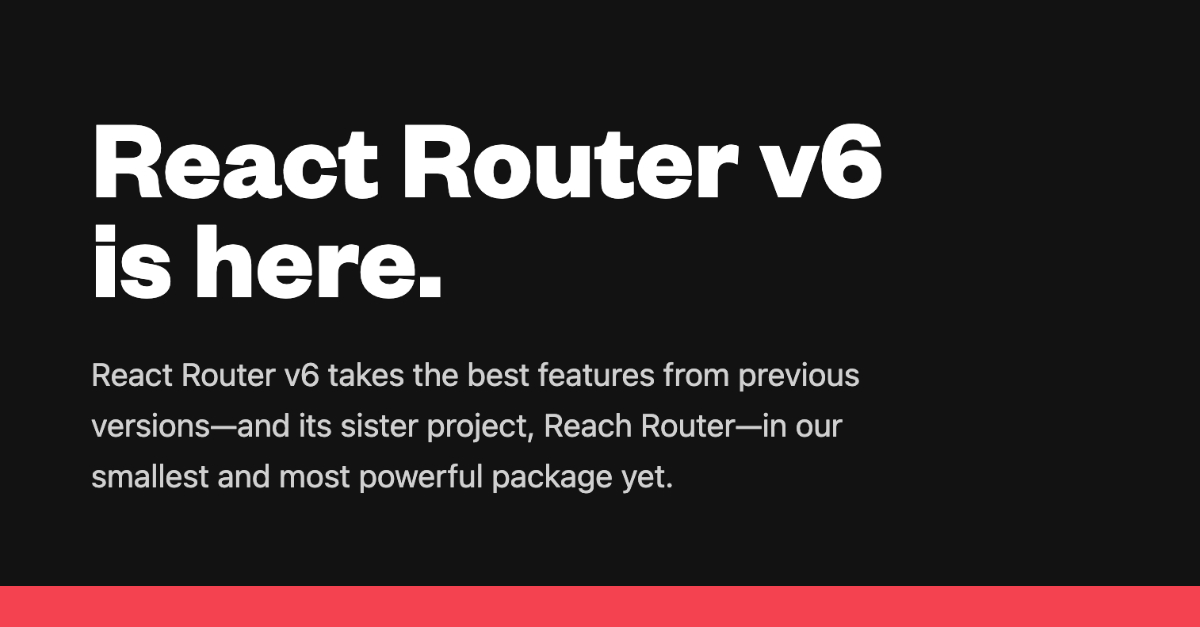 React Router v6
is here.
React Router v6 takes the best features from previous
versions—and its sister project, Reach Router—in our
smallest and most powerful package yet.